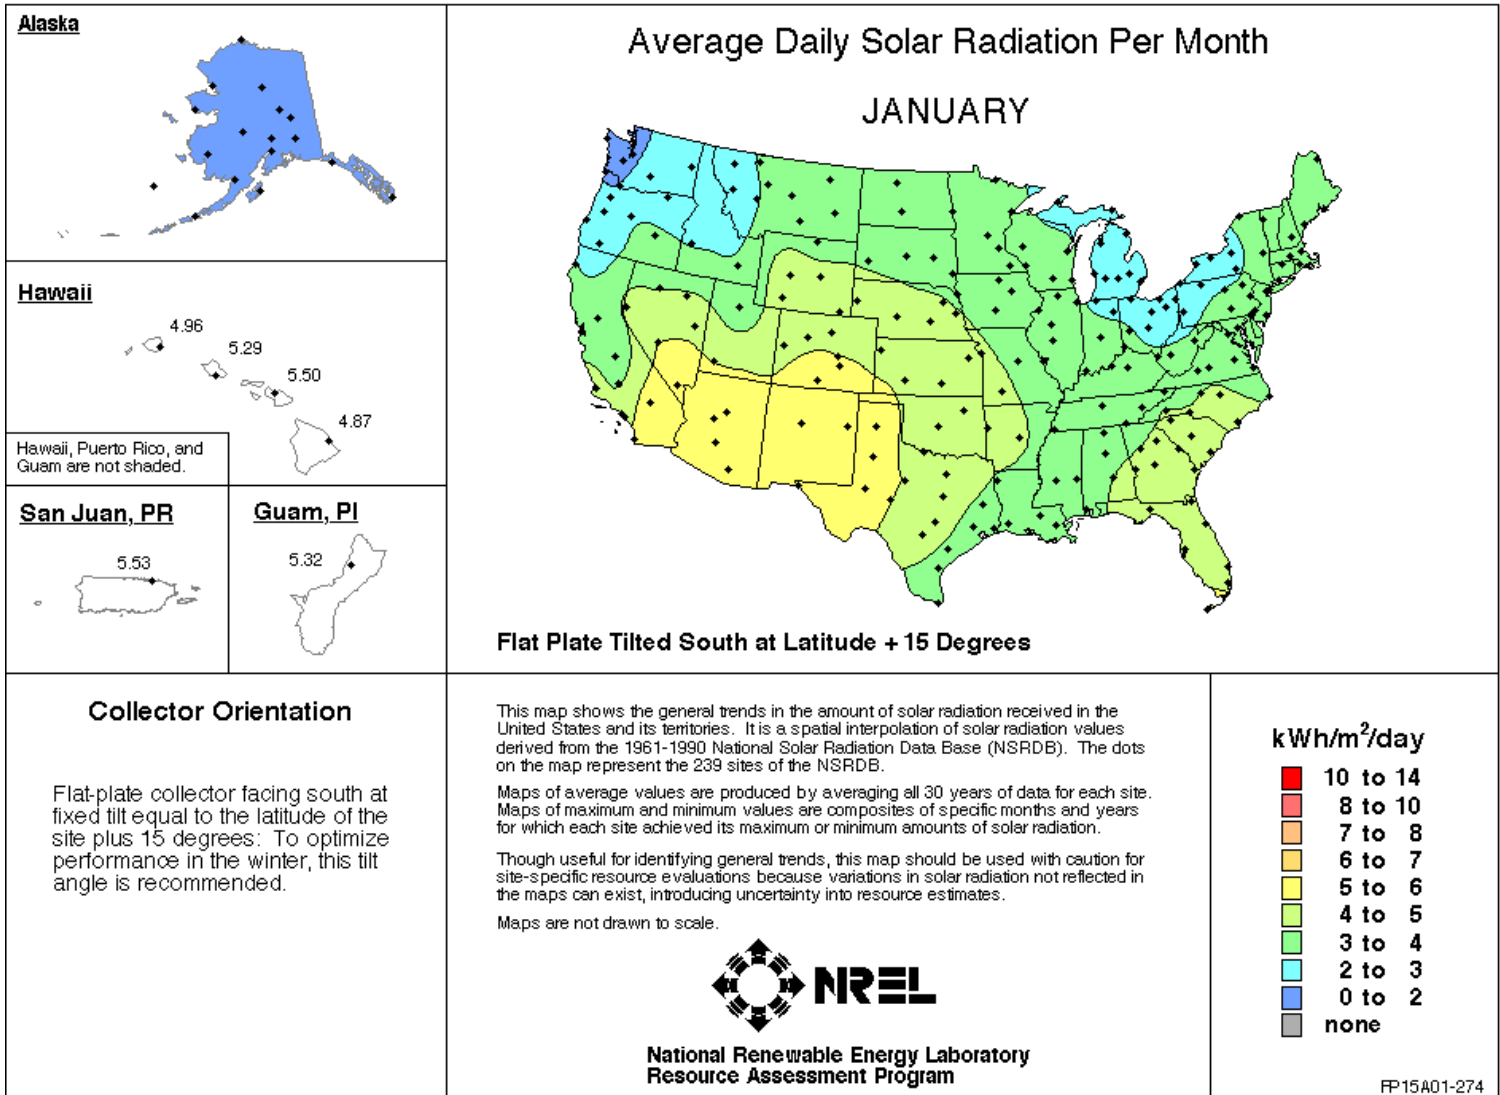 Alaska
Average Daily Solar Radiation Per Month
JANUARY
Hawaii
4.96
5.29
5.50
4.87
Hawaii, Puerto Rico, and
Guam are not shaded.
San Juan, PR
5.53
Guam, PI
5.32
Flat Plate Tilted South at Latitude + 15 Degrees
Collector Orientation
Flat-plate collector facing south at
fixed tilt equal to the latitude of the
site plus 15 degrees: To optimize
performance in the winter, this tilt
angle is recommended.
This map shows the general trends in the amount of solar radiation received in the
United States and its territories. It is a spatial interpolation of solar radiation values
derived from the 1961-1990 National Solar Radiation Data Base (NSRDB). The dots
on the map represent the 239 sites of the NSRDB.
Maps of average values are produced by averaging all 30 years of data for each site.
Maps of maximum and minimum values are composites of specific months and years
for which each site achieved its maximum or minimum amounts of solar radiation.
Though useful for identifying general trends, this map should be used with caution for
site-specific resource evaluations because variations in solar radiation not reflected in
the maps can exist, introducing uncertainty into resource estimates.
Maps are not drawn to scale.
NREL
National Renewable Energy Laboratory
Resource Assessment Program
kWh/m²/day
10 to 14
8 to 10
7 to 8
6 to 7
5 to 6
4 to 5
3 to 4
2 to 3
0 to 2
none
FP15A01-274